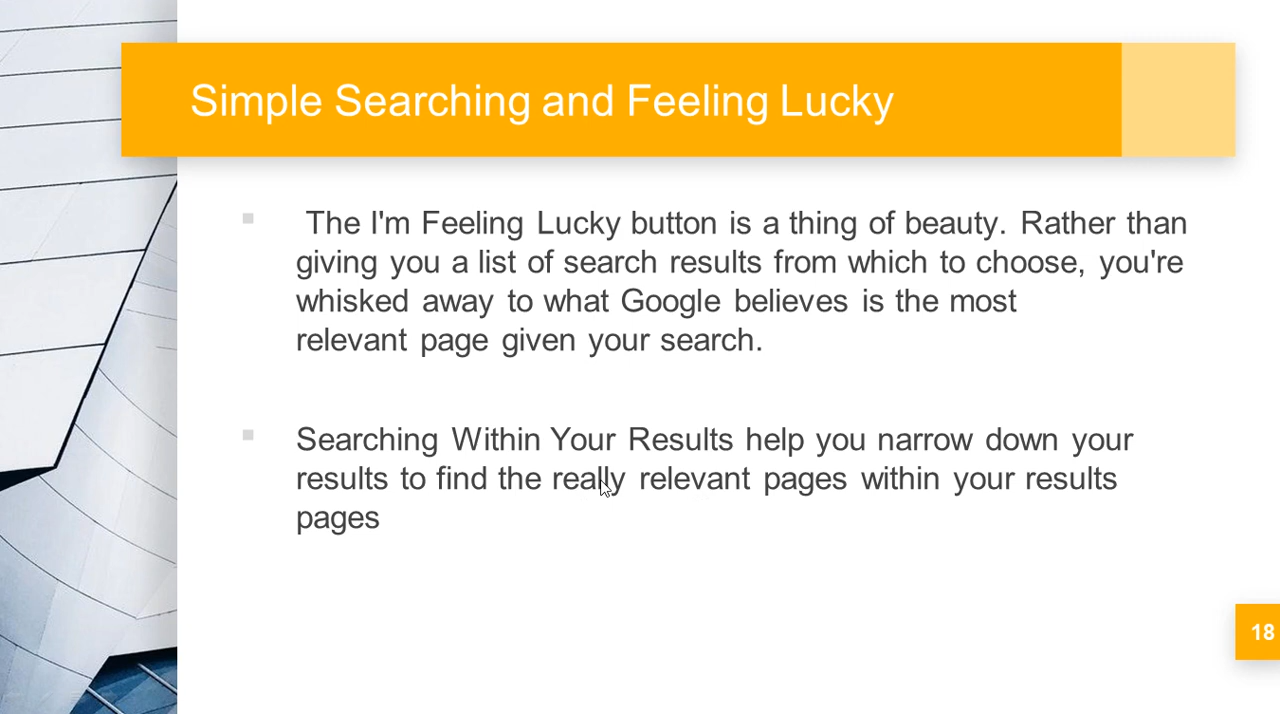 Simple Searching and Feeling Lucky
The I'm Feeling Lucky button is a thing of beauty. Rather than
giving you a list of search results from which to choose, you're
whisked away to what Google believes is the most
relevant page given your search.
Searching Within Your Results help you narrow down your
results to find the really relevant pages within your results
pages
18